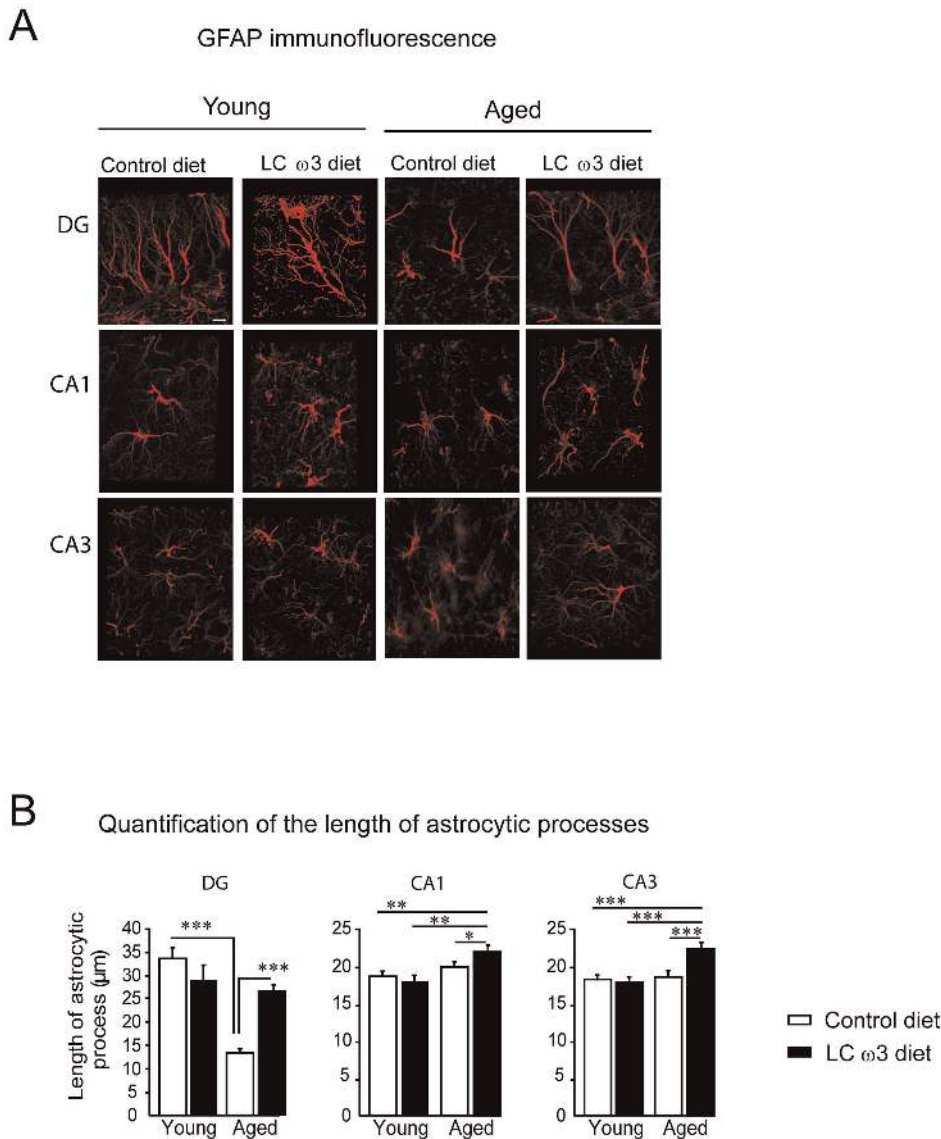 A
GFAP immunofluorescence
Young Aged
Control diet LC ω3 diet Control diet LC ω3 diet
DG
CA1
CA3
B
Quantification of the length of astrocytic processes
DG CA1 CA3
Length of astrocytic process (µm)
40
35
30
25
20
15
10
5
0
***
***
Young Aged
25
20
15
10
5
0
**
**
*
Young Aged
25
20
15
10
5
0
***
***
***
Young Aged
Control diet
LC ω3 diet